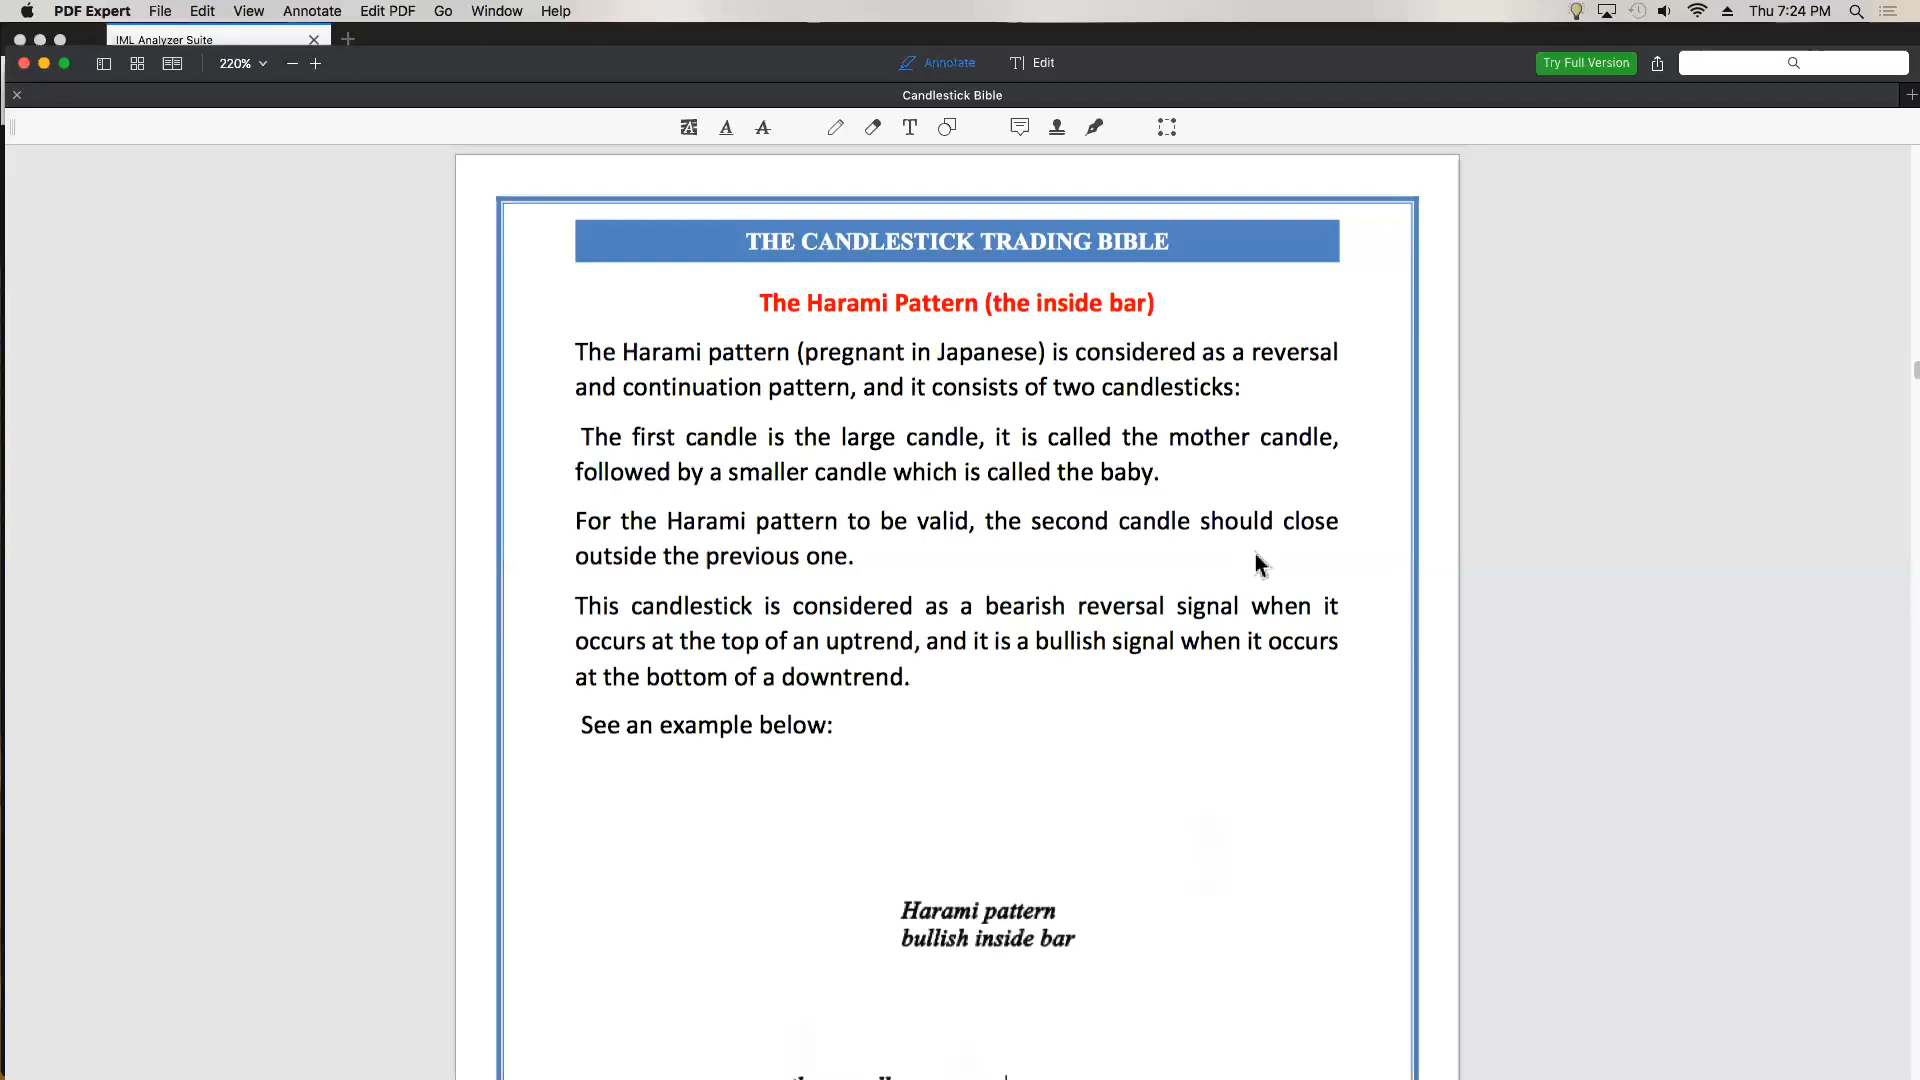 PDF Expert File Edit View Annotate Edit PDF Go Window Help Thu 7:24 PM
IML Analyzer Suite
220% Annotate Edit Try Full Version
Candlestick Bible
THE CANDLESTICK TRADING BIBLE
The Harami Pattern (the inside bar)
The Harami pattern (pregnant in Japanese) is considered as a reversal
and continuation pattern, and it consists of two candlesticks:
The first candle is the large candle, it is called the mother candle,
followed by a smaller candle which is called the baby.
For the Harami pattern to be valid, the second candle should close
outside the previous one.
This candlestick is considered as a bearish reversal signal when it
occurs at the top of an uptrend, and it is a bullish signal when it occurs
at the bottom of a downtrend.
See an example below:
Harami pattern
bullish inside bar